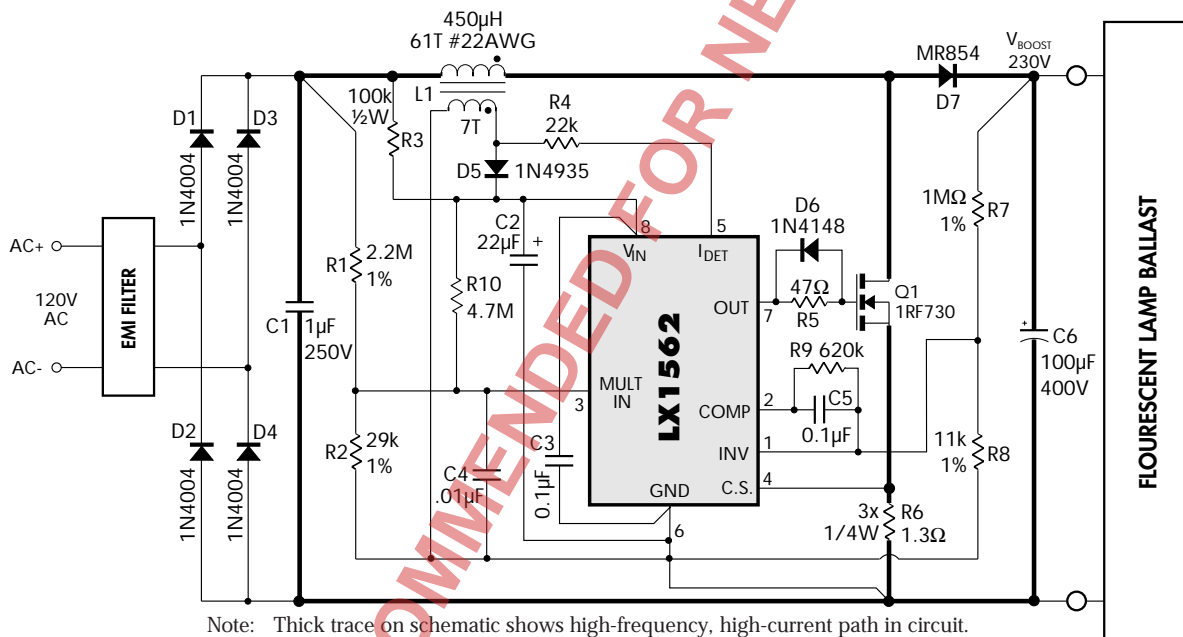 450µH
61T #22AWG
L1
7T
100k
½W
R3
R4
22k
D5
1N4935
MR854
D7
V BOOST
230V
D1
1N4004
D3
1N4004
AC+
120V
AC
AC-
EMI FILTER
D2
1N4004
D4
1N4004
C1
1µF
250V
R1
2.2M
1%
R2
29k
1%
R10
4.7M
C2
22µF
+
C4
.01µF
C3
0.1µF
8
VIN
5
IDET
OUT
7
LX1562
MULT
IN
3
COMP
2
INV
1
C.S.
4
GND
6
D6
1N4148
47Ω
R5
Q1
1RF730
R9 620k
C5
0.1µF
3x
1/4W
R6
1.3Ω
1MΩ
1%
R7
11k
1%
R8
+
C6
100µF
400V
FLOURESCENT LAMP BALLAST
OMMENDED FOR NE
Note: Thick trace on schematic shows high-frequency, high-current path in circuit.